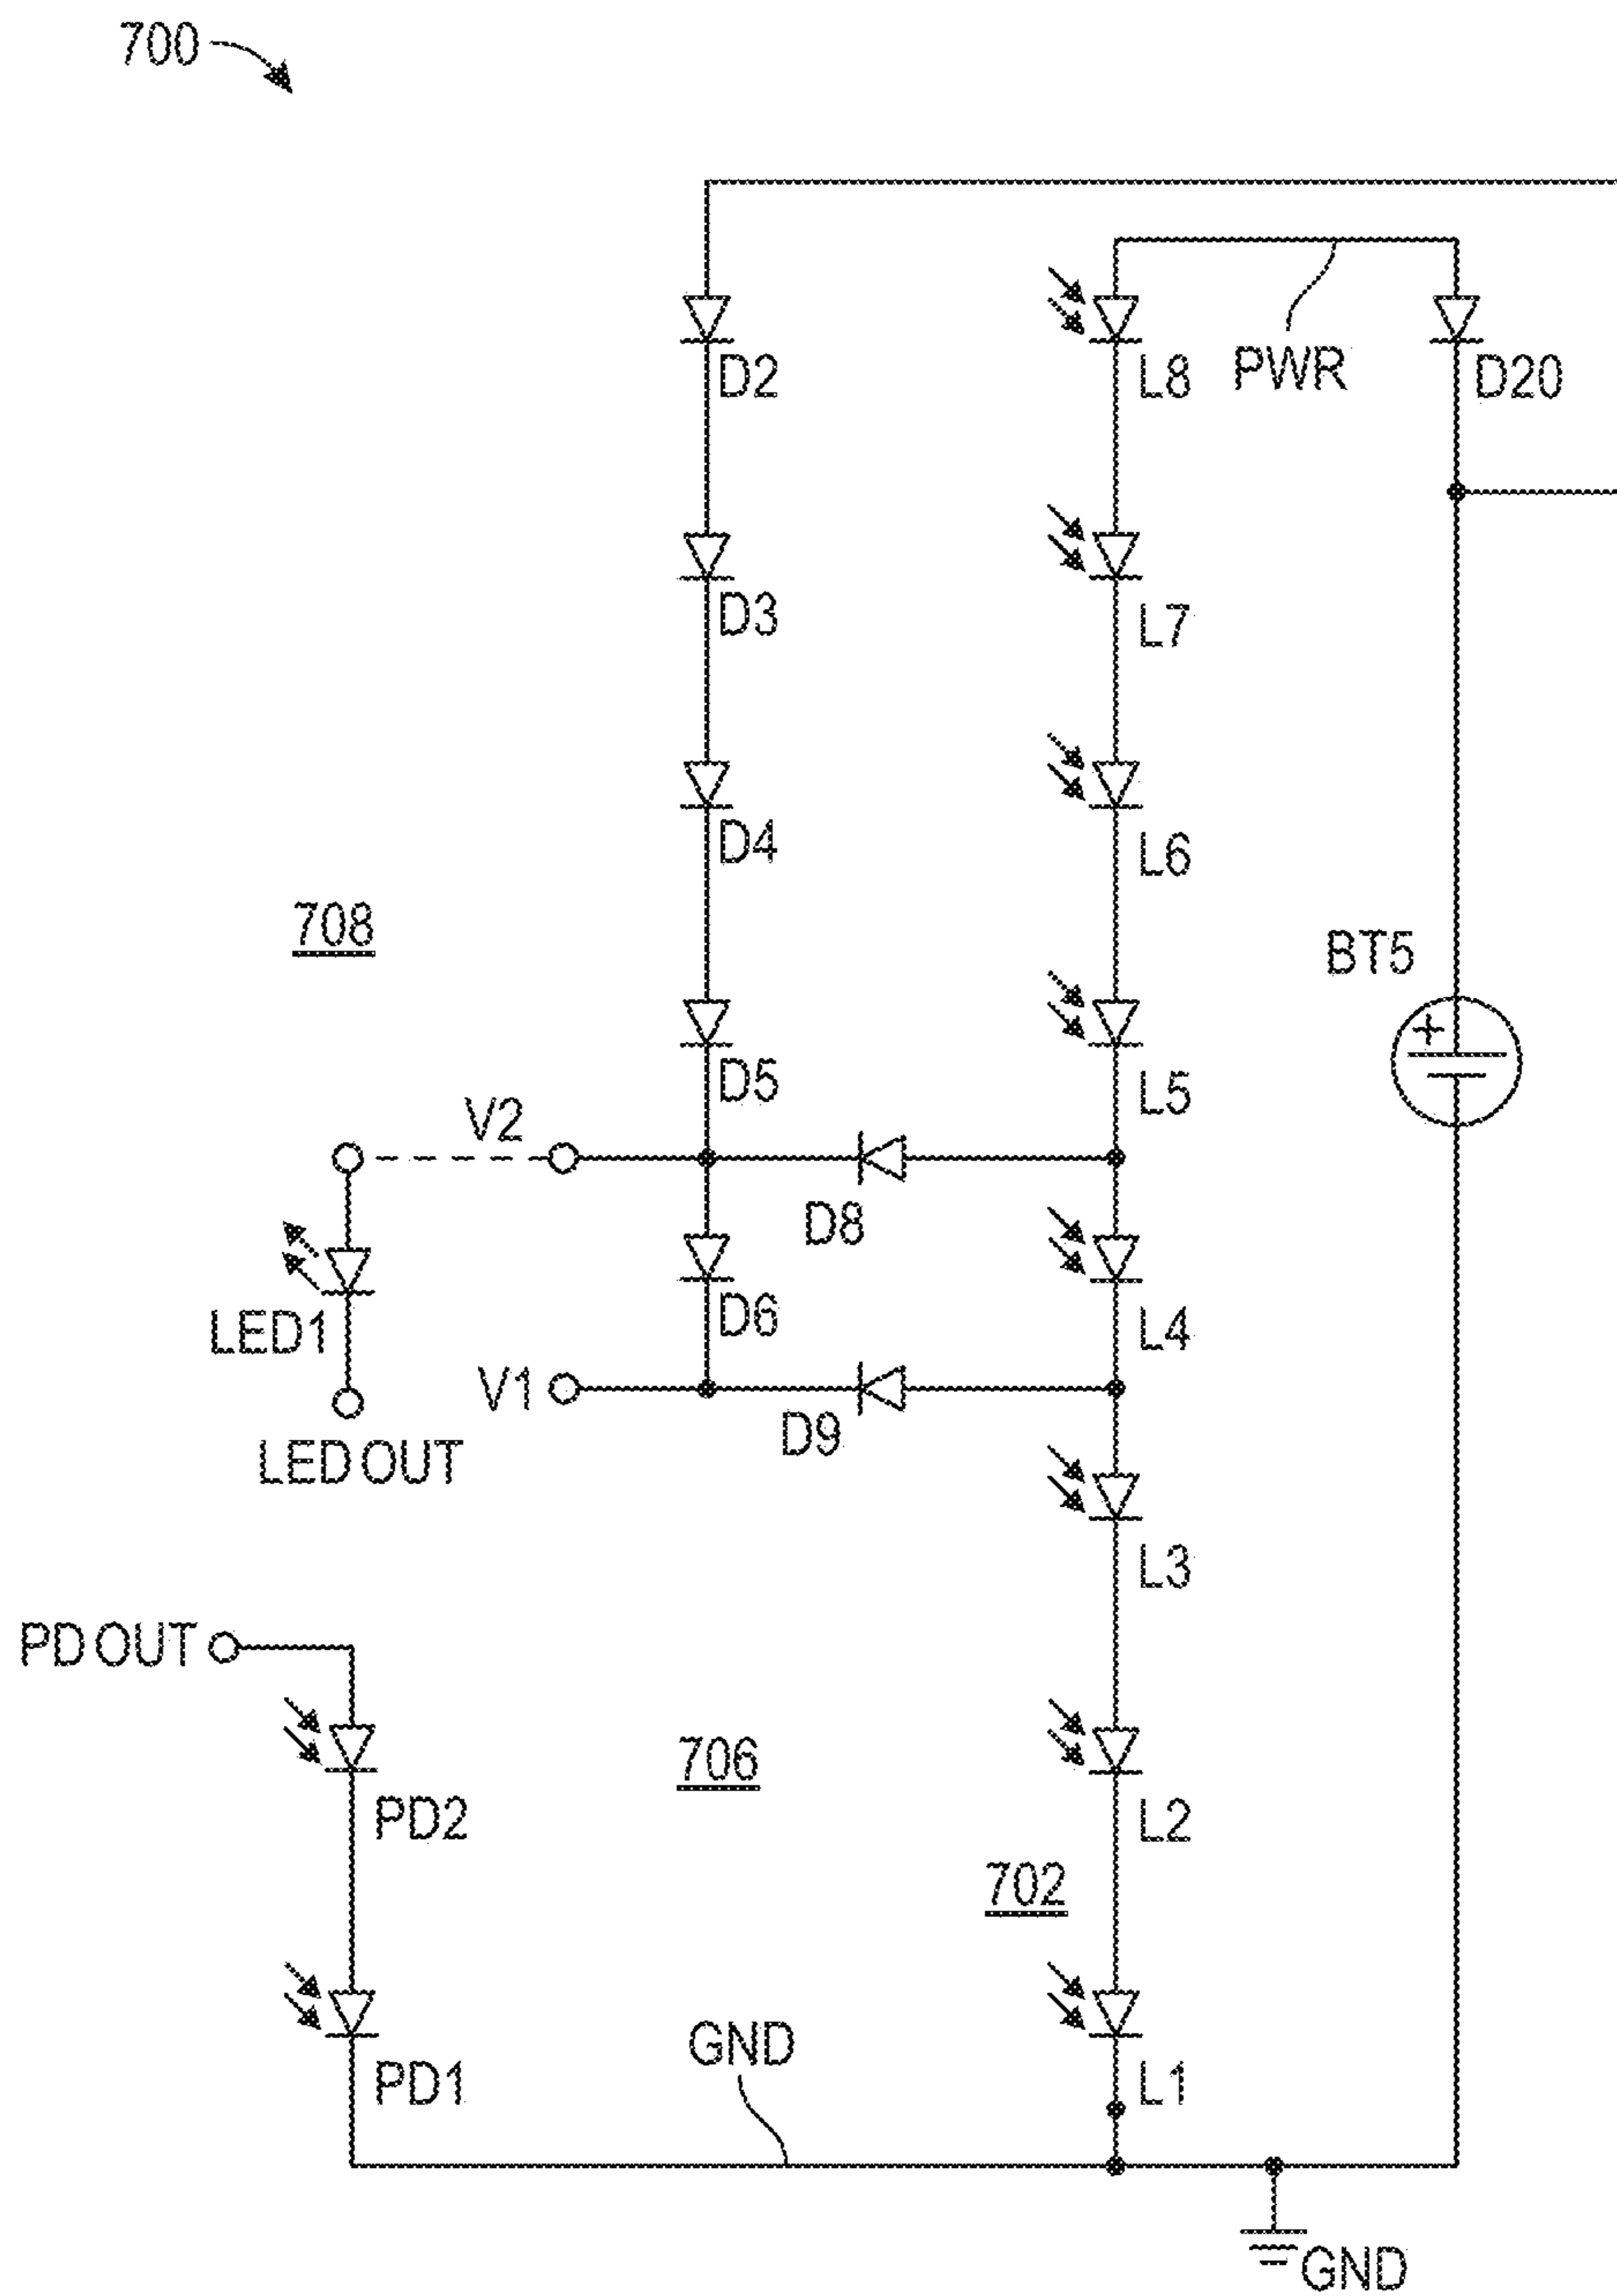 700
D2
L8
PWR
D20
D3
L7
D4
L6
708
BT5
+
D5
L5
V2
D8
D6
L4
LED1
V1
D9
LED OUT
L3
PD OUT
706
PD2
L2
702
GND
PD1
L1
GND